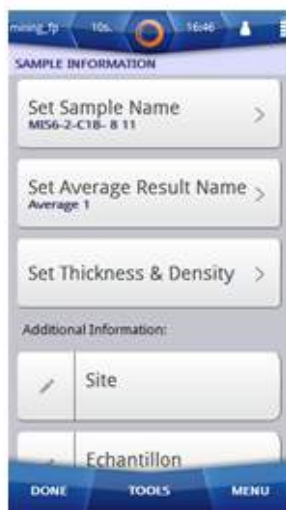 mining_fp 10s. 16:46
SAMPLE INFORMATION
Set Sample Name
MIS6-2-C18- 8 11
Set Average Result Name
Average 1
Set Thickness & Density
Additional Information:
Site
Echantillon
DONE TOOLS MENU